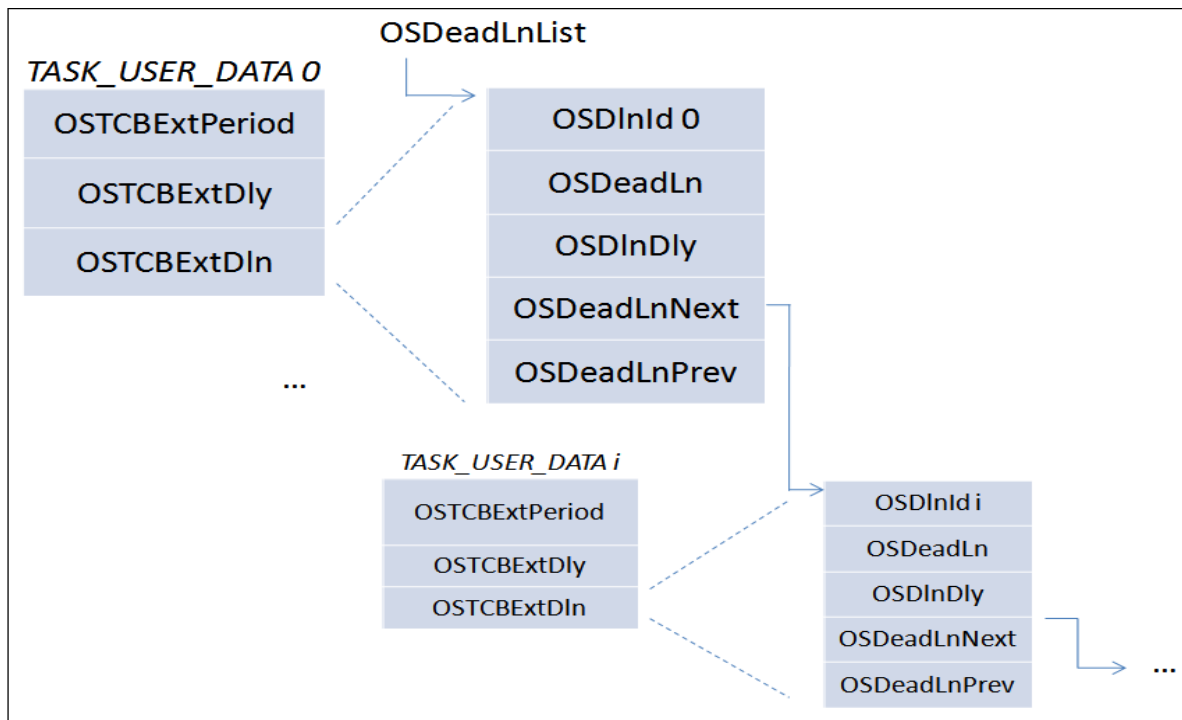 OSDeadLnList
TASK_USER_DATA 0
OSTCBExtPeriod
OSTCBExtDly
OSTCBExtDln
...
OSDlnId 0
OSDeadLn
OSDlnDly
OSDeadLnNext
OSDeadLnPrev
TASK_USER_DATA i
OSTCBExtPeriod
OSTCBExtDly
OSTCBExtDln
OSDlnId i
OSDeadLn
OSDlnDly
OSDeadLnNext
OSDeadLnPrev
...